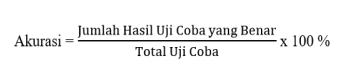 Jumlah Hasil Uji Coba yang Benar
Akurasi = x 100 %
Total Uji Coba